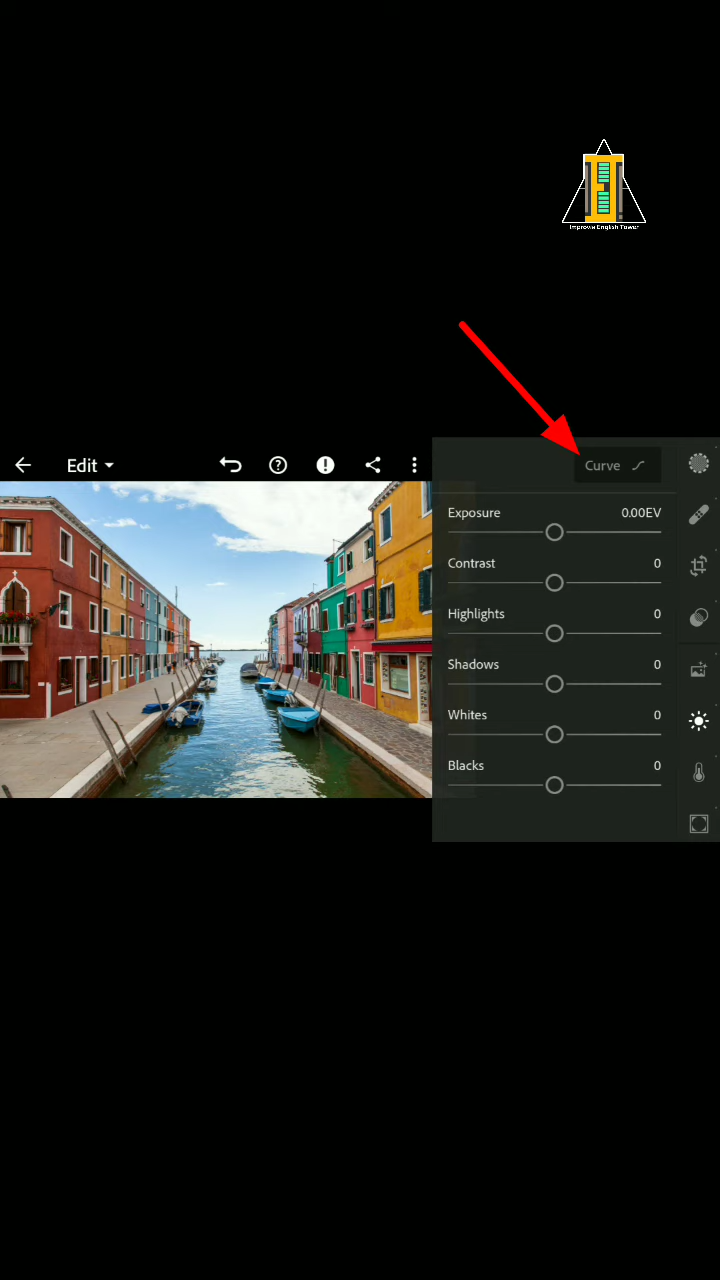 Improve English Tower
Edit
Curve
Exposure 0.00EV
Contrast 0
Highlights 0
Shadows 0
Whites 0
Blacks 0